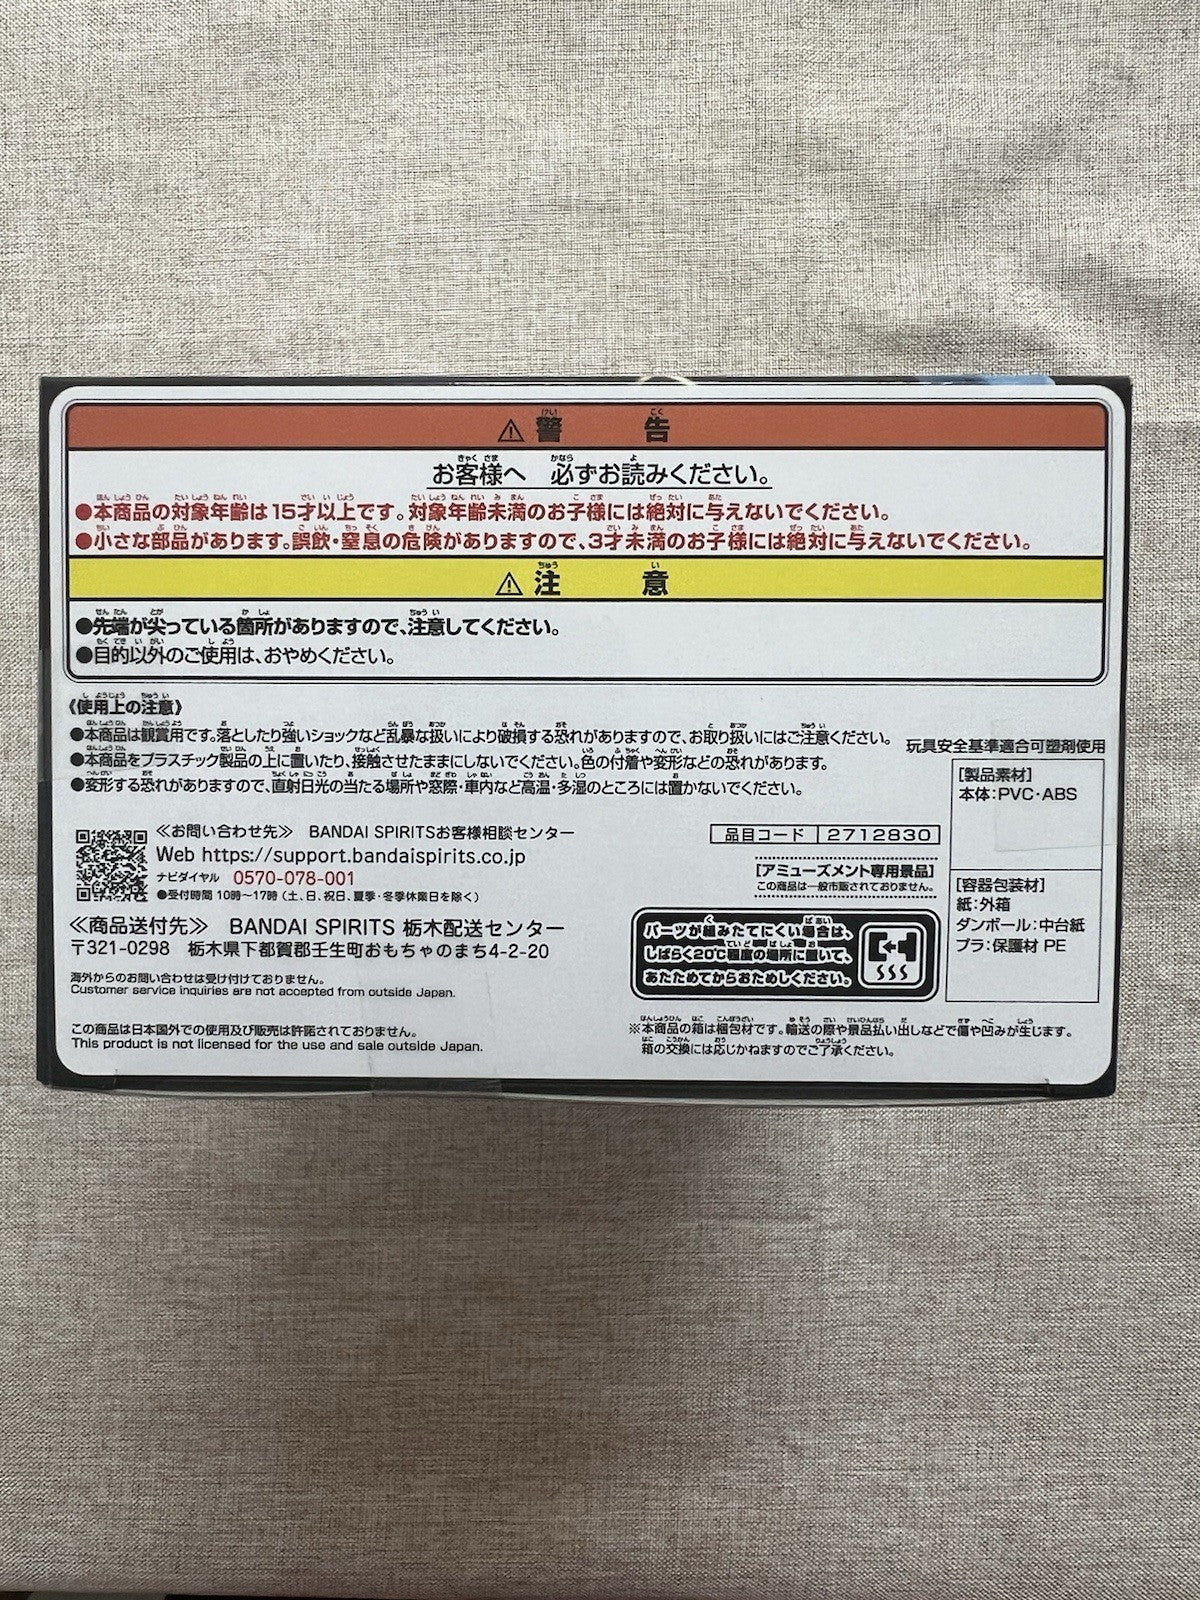 ⚠警告
お客様へ 必ずお読みください。
●本商品の対象年齢は15才以上です。対象年齢未満のお子様には絶対に与えないでください。
●小さな部品があります。誤飲・窒息の危険がありますので、3才未満のお子様には絶対に与えないでください。
⚠注意
●先端が尖っている箇所がありますので、注意してください。
●目的以外のご使用は、おやめください。
《使用上の注意》
●本商品は観賞用です。落としたり強いショックなど乱暴な扱いにより破損する恐れがありますので、お取り扱いにはご注意ください。
●本商品をプラスチック製品の上に置いたり、接触させたままにしないでください。色の付着や変形などの恐れがあります。
●変形する恐れがありますので、直射日光の当たる場所や窓際・車内など高温・多湿のところには置かないでください。
玩具安全基準適合可塑剤使用
[製品素材]
本体:PVC・ABS
[容器包装材]
紙:外箱
ダンボール:中台紙
プラ:保護材 PE
≪お問い合わせ先≫ BANDAI SPIRITSお客様相談センター
Web https://support.bandaispirits.co.jp
ナビダイヤル 0570-078-001
●受付時間 10時〜17時(土、日、祝日、夏季・冬季休業日を除く)
≪商品送付先≫ BANDAI SPIRITS 栃木配送センター
〒321-0298 栃木県下都賀郡壬生町おもちゃのまち4-2-20
海外からのお問い合わせは受け付けておりません。
Customer service inquiries are not accepted from outside Japan.
この商品は日本国外での使用及び販売は許諾されておりません。
This product is not licensed for the use and sale outside Japan.
品目コード 2712830
[アミューズメント専用景品]
この商品は一般市販されておりません。
パーツが組みたてにくい場合は、
しばらく20℃程度の場所に置いて、
あたためてからおためしください。
※本商品の箱は梱包材です。輸送の際や景品払い出しなどで傷や凹みが生じます。
箱の交換には応じかねますのでご了承ください。